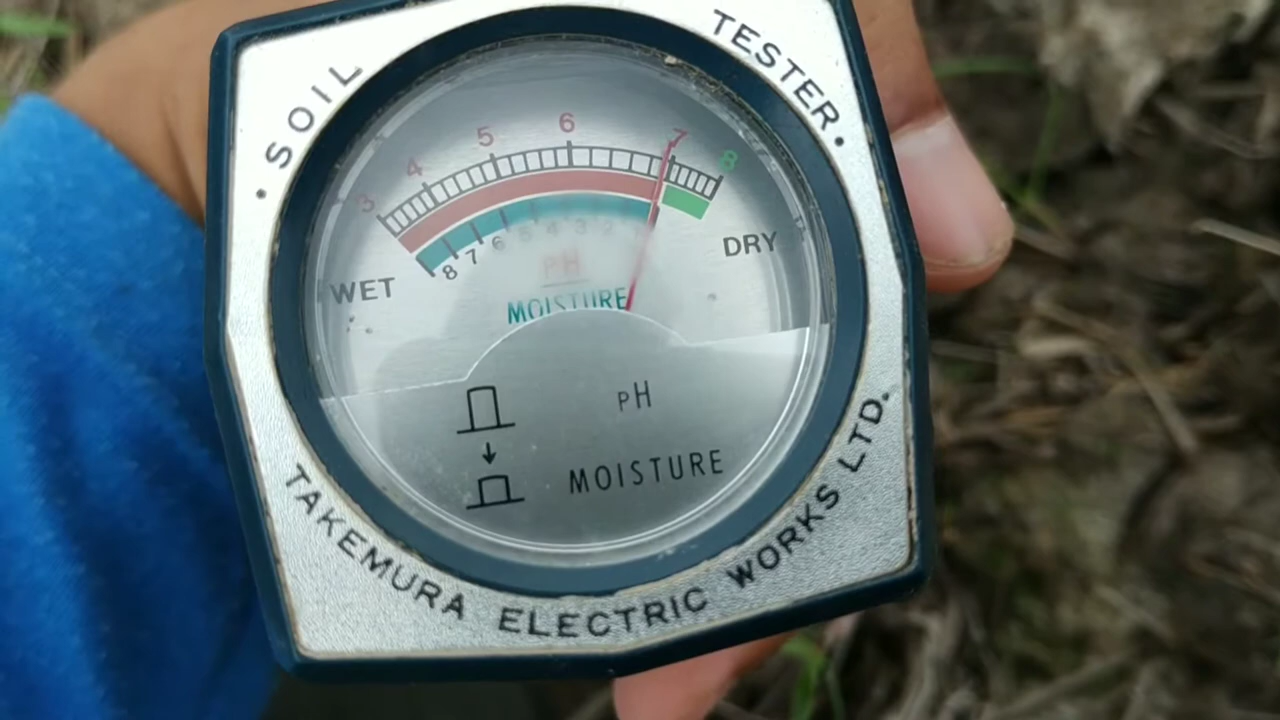 • SOIL TESTER •
3 4 5 6 7 8
8 7 6 5 4 3 2
WET DRY
PH
MOISTURE
PH
MOISTURE
TAKEMURA ELECTRIC WORKS LTD.